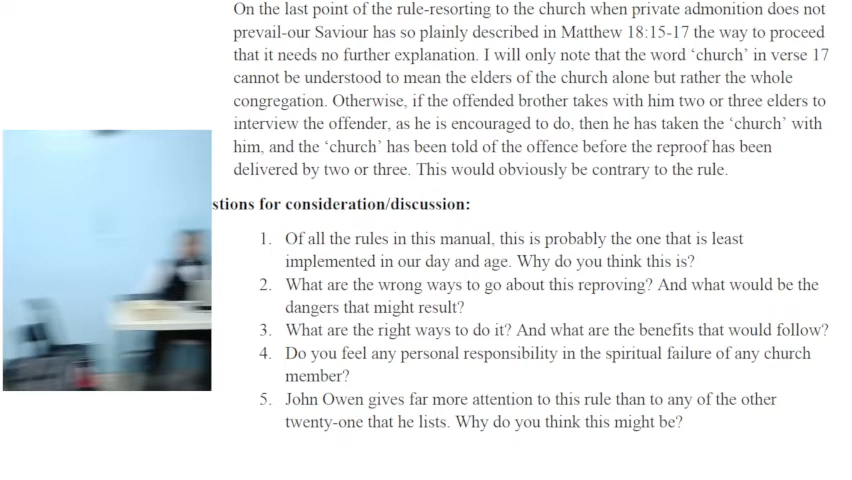 On the last point of the rule-resorting to the church when private admonition does not
prevail-our Saviour has so plainly described in Matthew 18:15-17 the way to proceed
that it needs no further explanation. I will only note that the word ‘church’ in verse 17
cannot be understood to mean the elders of the church alone but rather the whole
congregation. Otherwise, if the offended brother takes with him two or three elders to
interview the offender, as he is encouraged to do, then he has taken the ‘church’ with
him, and the ‘church’ has been told of the offence before the reproof has been
delivered by two or three. This would obviously be contrary to the rule.
stions for consideration/discussion:
1. Of all the rules in this manual, this is probably the one that is least
implemented in our day and age. Why do you think this is?
2. What are the wrong ways to go about this reproving? And what would be the
dangers that might result?
3. What are the right ways to do it? And what are the benefits that would follow?
4. Do you feel any personal responsibility in the spiritual failure of any church
member?
5. John Owen gives far more attention to this rule than to any of the other
twenty-one that he lists. Why do you think this might be?